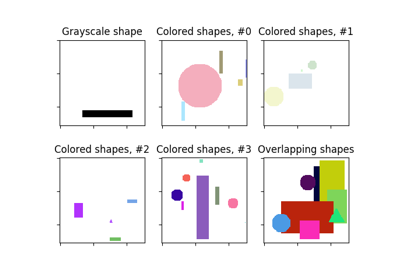 Grayscale shape
Colored shapes, #0
Colored shapes, #1
Colored shapes, #2
Colored shapes, #3
Overlapping shapes